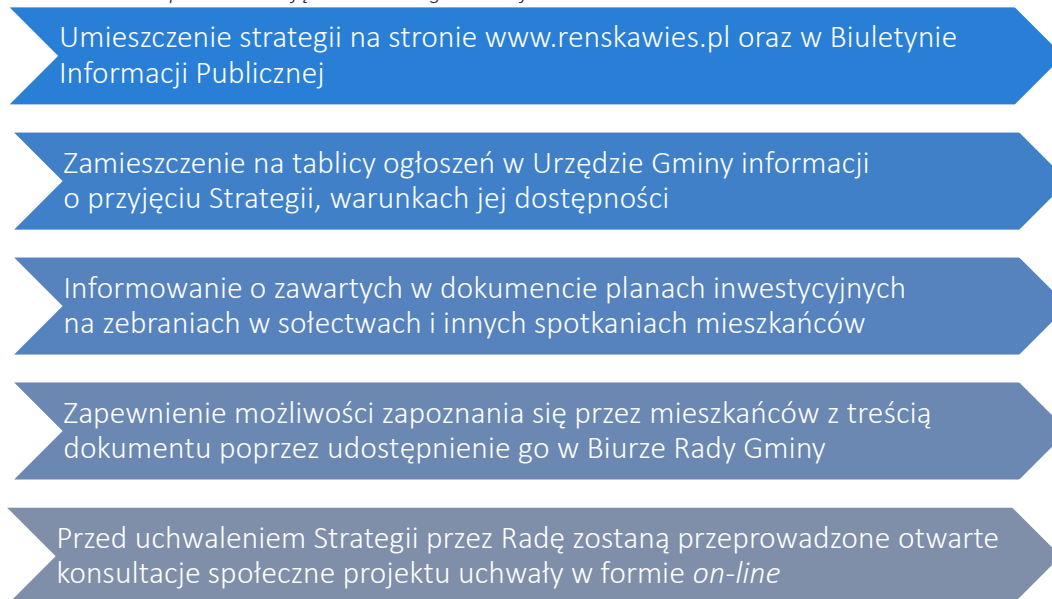 Umieszczenie strategii na stronie www.renskawies.pl oraz w Biuletynie
Informacji Publicznej
Zamieszczenie na tablicy ogłoszeń w Urzędzie Gminy informacji
o przyjęciu Strategii, warunkach jej dostępności
Informowanie o zawartych w dokumencie planach inwestycyjnych
na zebraniach w sołectwach i innych spotkaniach mieszkańców
Zapewnienie możliwości zapoznania się przez mieszkańców z treścią
dokumentu poprzez udostępnienie go w Biurze Rady Gminy
Przed uchwaleniem Strategii przez Radę zostaną przeprowadzone otwarte
konsultacje społeczne projektu uchwały w formie on-line